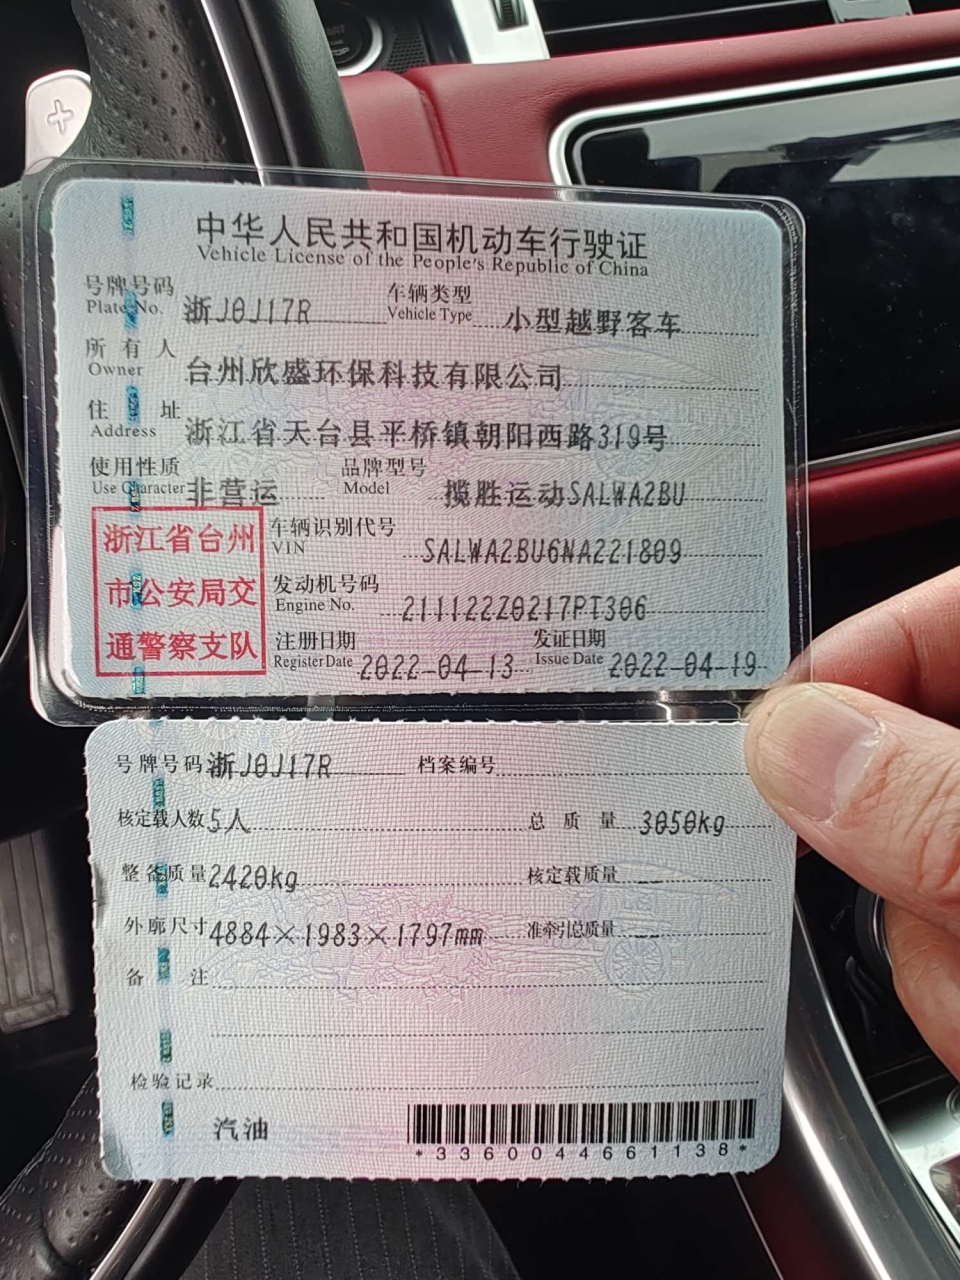 中华人民共和国机动车行驶证
Vehicle License of the People's Republic of China
号牌号码 浙J0J17R 车辆类型 小型越野客车
Plate No. Vehicle Type
所有人 台州欣盛环保科技有限公司
Owner
住址 浙江省天台县平桥镇朝阳西路319号
Address
使用性质 非营运 品牌型号 揽胜运动SALWA2BU
Use Character Model
浙江省台州
市公安局交
通警察支队
车辆识别代号 SALWA2BU6NA221809
VIN
发动机号码 211122Z0217PT306
Engine No.
注册日期 2022-04-13 发证日期 2022-04-19
Register Date Issue Date
号牌号码 浙J0J17R 档案编号
核定载人数 5人 总质量 3050kg
整备质量 2420kg 核定载质量 --
外廓尺寸 4884×1983×1797mm 准牵引总质量 --
备注
检验记录
汽油
*3360044661138*